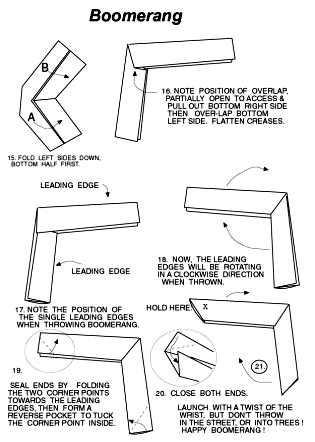 Boomerang
B
A
15. FOLD LEFT SIDES DOWN,
BOTTOM HALF FIRST.
16. NOTE POSITION OF OVERLAP,
PARTIALLY OPEN TO ACCESS &
PULL OUT BOTTOM RIGHT SIDE
THEN OVER-LAP BOTTOM
LEFT SIDE. FLATTEN CREASES.
LEADING EDGE
LEADING EDGE
17. NOTE THE POSITION OF
THE SINGLE LEADING EDGES
WHEN THROWING BOOMERANG.
18. NOW, THE LEADING
EDGES WILL BE ROTATING
IN A CLOCKWISE DIRECTION
WHEN THROWN.
19.
SEAL ENDS BY FOLDING
THE TWO CORNER POINTS
TOWARDS THE LEADING
EDGES, THEN FORM A
REVERSE POCKET TO TUCK
THE CORNER POINT INSIDE.
HOLD HERE
X
20. CLOSE BOTH ENDS.
21.
LAUNCH WITH A TWIST OF THE
WRIST, BUT DON'T THROW
IN THE STREET, OR INTO TREES !
HAPPY BOOMERANG !